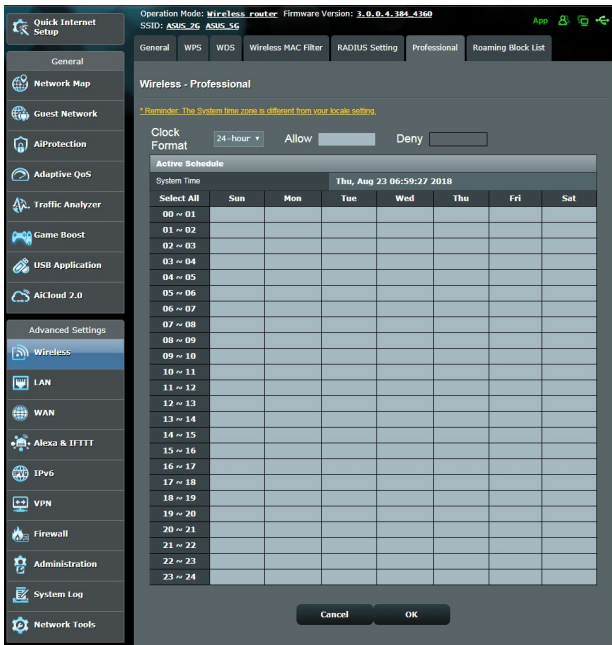 Quick Internet
Setup
General
Network Map
Guest Network
AiProtection
Adaptive QoS
Traffic Analyzer
Game Boost
USB Application
AiCloud 2.0
Advanced Settings
Wireless
LAN
WAN
Alexa & IFTTT
IPv6
VPN
Firewall
Administration
System Log
Network Tools
Operation Mode: Wireless router Firmware Version: 3.0.0.4.384_4360
SSID: ASUS_2G ASUS_5G
App
General WPS WDS Wireless MAC Filter RADIUS Setting Professional Roaming Block List
Wireless - Professional
* Reminder: The System time zone is different from your locale setting.
Clock
Format
24-hour Allow Deny
Active Schedule
System Time Thu, Aug 23 06:59:27 2018
Select All Sun Mon Tue Wed Thu Fri Sat
00 ~ 01
01 ~ 02
02 ~ 03
03 ~ 04
04 ~ 05
05 ~ 06
06 ~ 07
07 ~ 08
08 ~ 09
09 ~ 10
10 ~ 11
11 ~ 12
12 ~ 13
13 ~ 14
14 ~ 15
15 ~ 16
16 ~ 17
17 ~ 18
18 ~ 19
19 ~ 20
20 ~ 21
21 ~ 22
22 ~ 23
23 ~ 24
Cancel OK